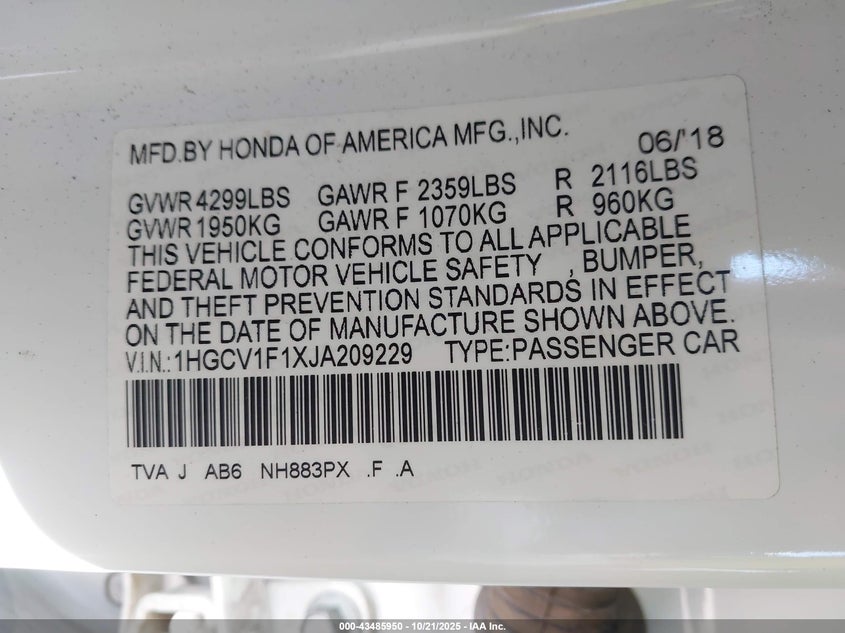 MFD.BY HONDA OF AMERICA MFG.,INC. 06/'18
GVWR 4299LBS GAWR F 2359LBS R 2116LBS
GVWR 1950KG GAWR F 1070KG R 960KG
THIS VEHICLE CONFORMS TO ALL APPLICABLE
FEDERAL MOTOR VEHICLE SAFETY , BUMPER,
AND THEFT PREVENTION STANDARDS IN EFFECT
ON THE DATE OF MANUFACTURE SHOWN ABOVE.
V.I.N.:1HGCV1F1XJA209229 TYPE:PASSENGER CAR
TVA J AB6 NH883PX .F .A
000-43485950 - 10/21/2025 - IAA Inc.